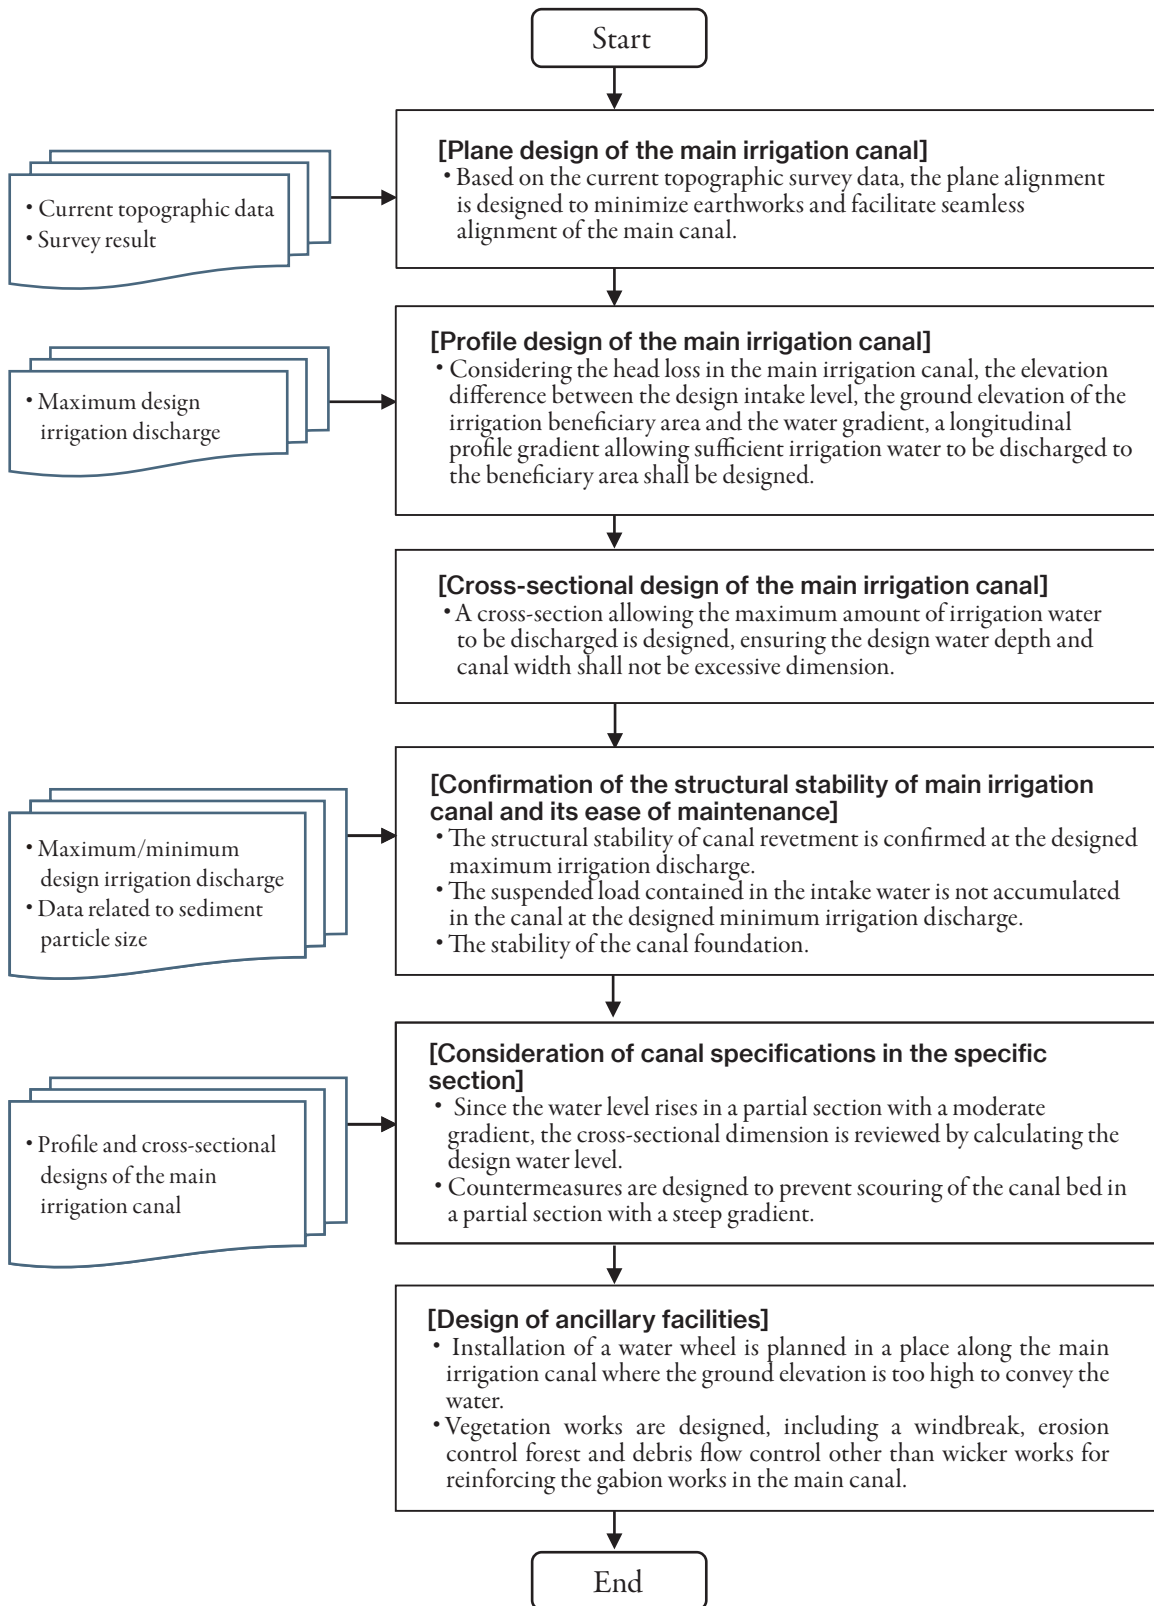 Start
[Plane design of the main irrigation canal]
• Based on the current topographic survey data, the plane alignment
is designed to minimize earthworks and facilitate seamless
alignment of the main canal.
• Current topographic data
• Survey result
[Profile design of the main irrigation canal]
• Considering the head loss in the main irrigation canal, the elevation
difference between the design intake level, the ground elevation of the
irrigation beneficiary area and the water gradient, a longitudinal
profile gradient allowing sufficient irrigation water to be discharged to
the beneficiary area shall be designed.
• Maximum design
irrigation discharge
[Cross-sectional design of the main irrigation canal]
• A cross-section allowing the maximum amount of irrigation water
to be discharged is designed, ensuring the design water depth and
canal width shall not be excessive dimension.
[Confirmation of the structural stability of main irrigation
canal and its ease of maintenance]
• The structural stability of canal revetment is confirmed at the designed
maximum irrigation discharge.
• The suspended load contained in the intake water is not accumulated
in the canal at the designed minimum irrigation discharge.
• The stability of the canal foundation.
• Maximum/minimum
design irrigation discharge
• Data related to sediment
particle size
[Consideration of canal specifications in the specific
section]
• Since the water level rises in a partial section with a moderate
gradient, the cross-sectional dimension is reviewed by calculating the
design water level.
• Countermeasures are designed to prevent scouring of the canal bed in
a partial section with a steep gradient.
• Profile and cross-sectional
designs of the main
irrigation canal
[Design of ancillary facilities]
• Installation of a water wheel is planned in a place along the main
irrigation canal where the ground elevation is too high to convey the
water.
• Vegetation works are designed, including a windbreak, erosion
control forest and debris flow control other than wicker works for
reinforcing the gabion works in the main canal.
End